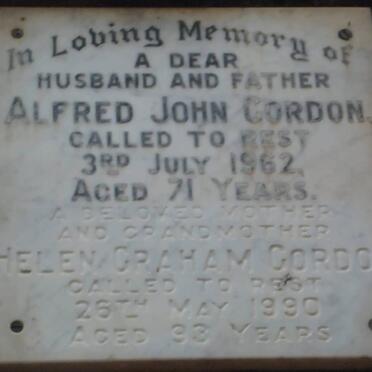 In Loving Memory of
A DEAR
HUSBAND AND FATHER
ALFRED JOHN GORDON
CALLED TO REST
3RD JULY 1962,
AGED 71 YEARS.
A BELOVED MOTHER
AND GRANDMOTHER
HELEN GRAHAM GORDO
CALLED TO REST
26TH MAY 1990
AGED 93 YEARS